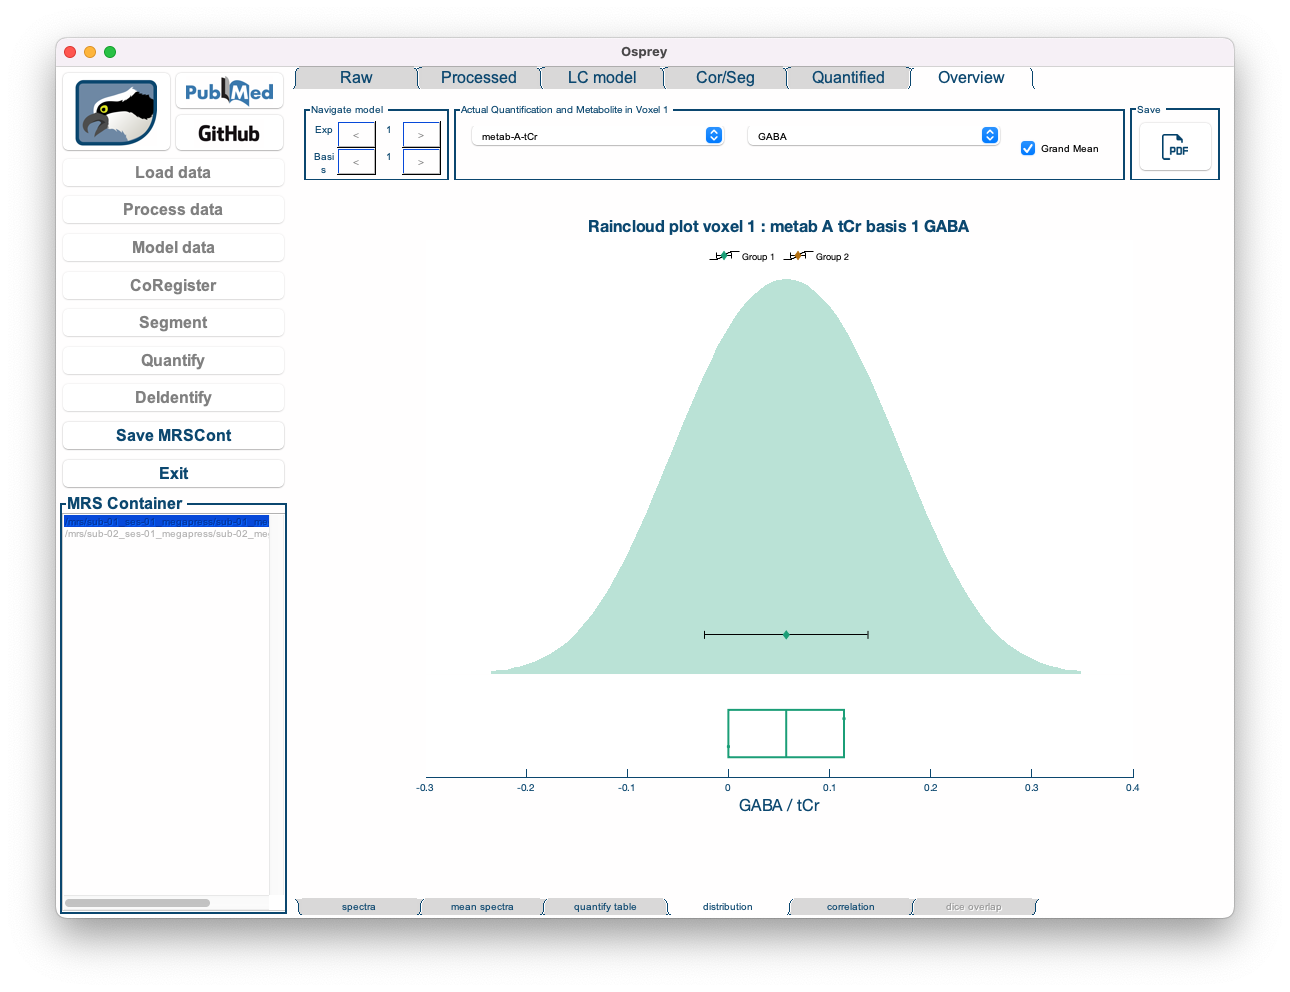 Osprey
Raw Processed LC model Cor/Seg Quantified Overview
PubMed
GitHub
Navigate model
Exp < 1 >
Basi
s < 1 >
Actual Quantification and Metabolite in Voxel 1
metab-A-tCr GABA Grand Mean
Save
PDF
Load data
Process data
Model data
CoRegister
Segment
Quantify
DeIdentify
Save MRSCont
Exit
MRS Container
/mrs/sub-01_ses-01_megapress/sub-01_me
/mrs/sub-02_ses-01_megapress/sub-02_me
Raincloud plot voxel 1 : metab A tCr basis 1 GABA
Group 1 Group 2
-0.3 -0.2 -0.1 0 0.1 0.2 0.3 0.4
GABA / tCr
spectra mean spectra quantify table distribution correlation dice overlap